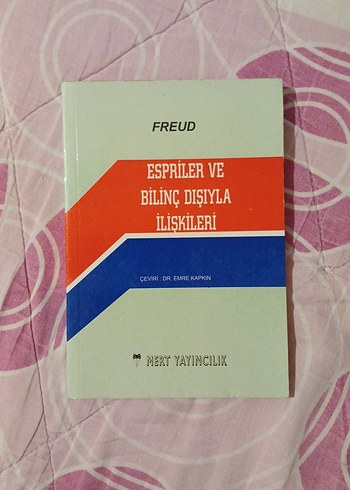 FREUD
ESPRİLER VE
BİLİNÇ DIŞIYLA
İLİŞKİLERİ
ÇEVİRİ : DR. EMRE KAPKIN
MERT YAYINCILIK